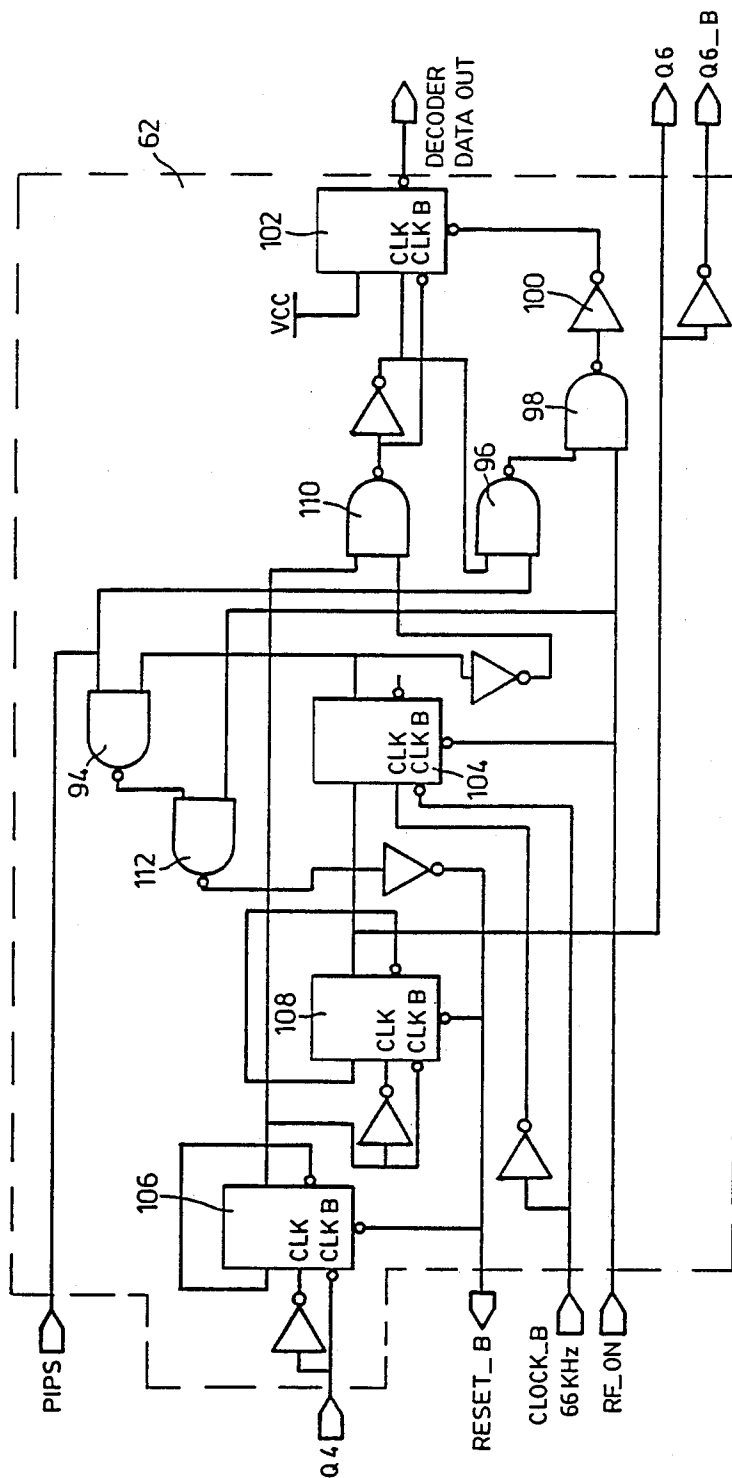 62
PIPS
Q4
RESET_B
CLOCK_B
66KHz
RF_ON
106
CLK
CLK B
108
CLK
CLK B
94
112
CLK
CLK B
104
110
96
98
100
VCC
102
CLK
CLK B
DECODER
DATA OUT
Q6
Q6_B